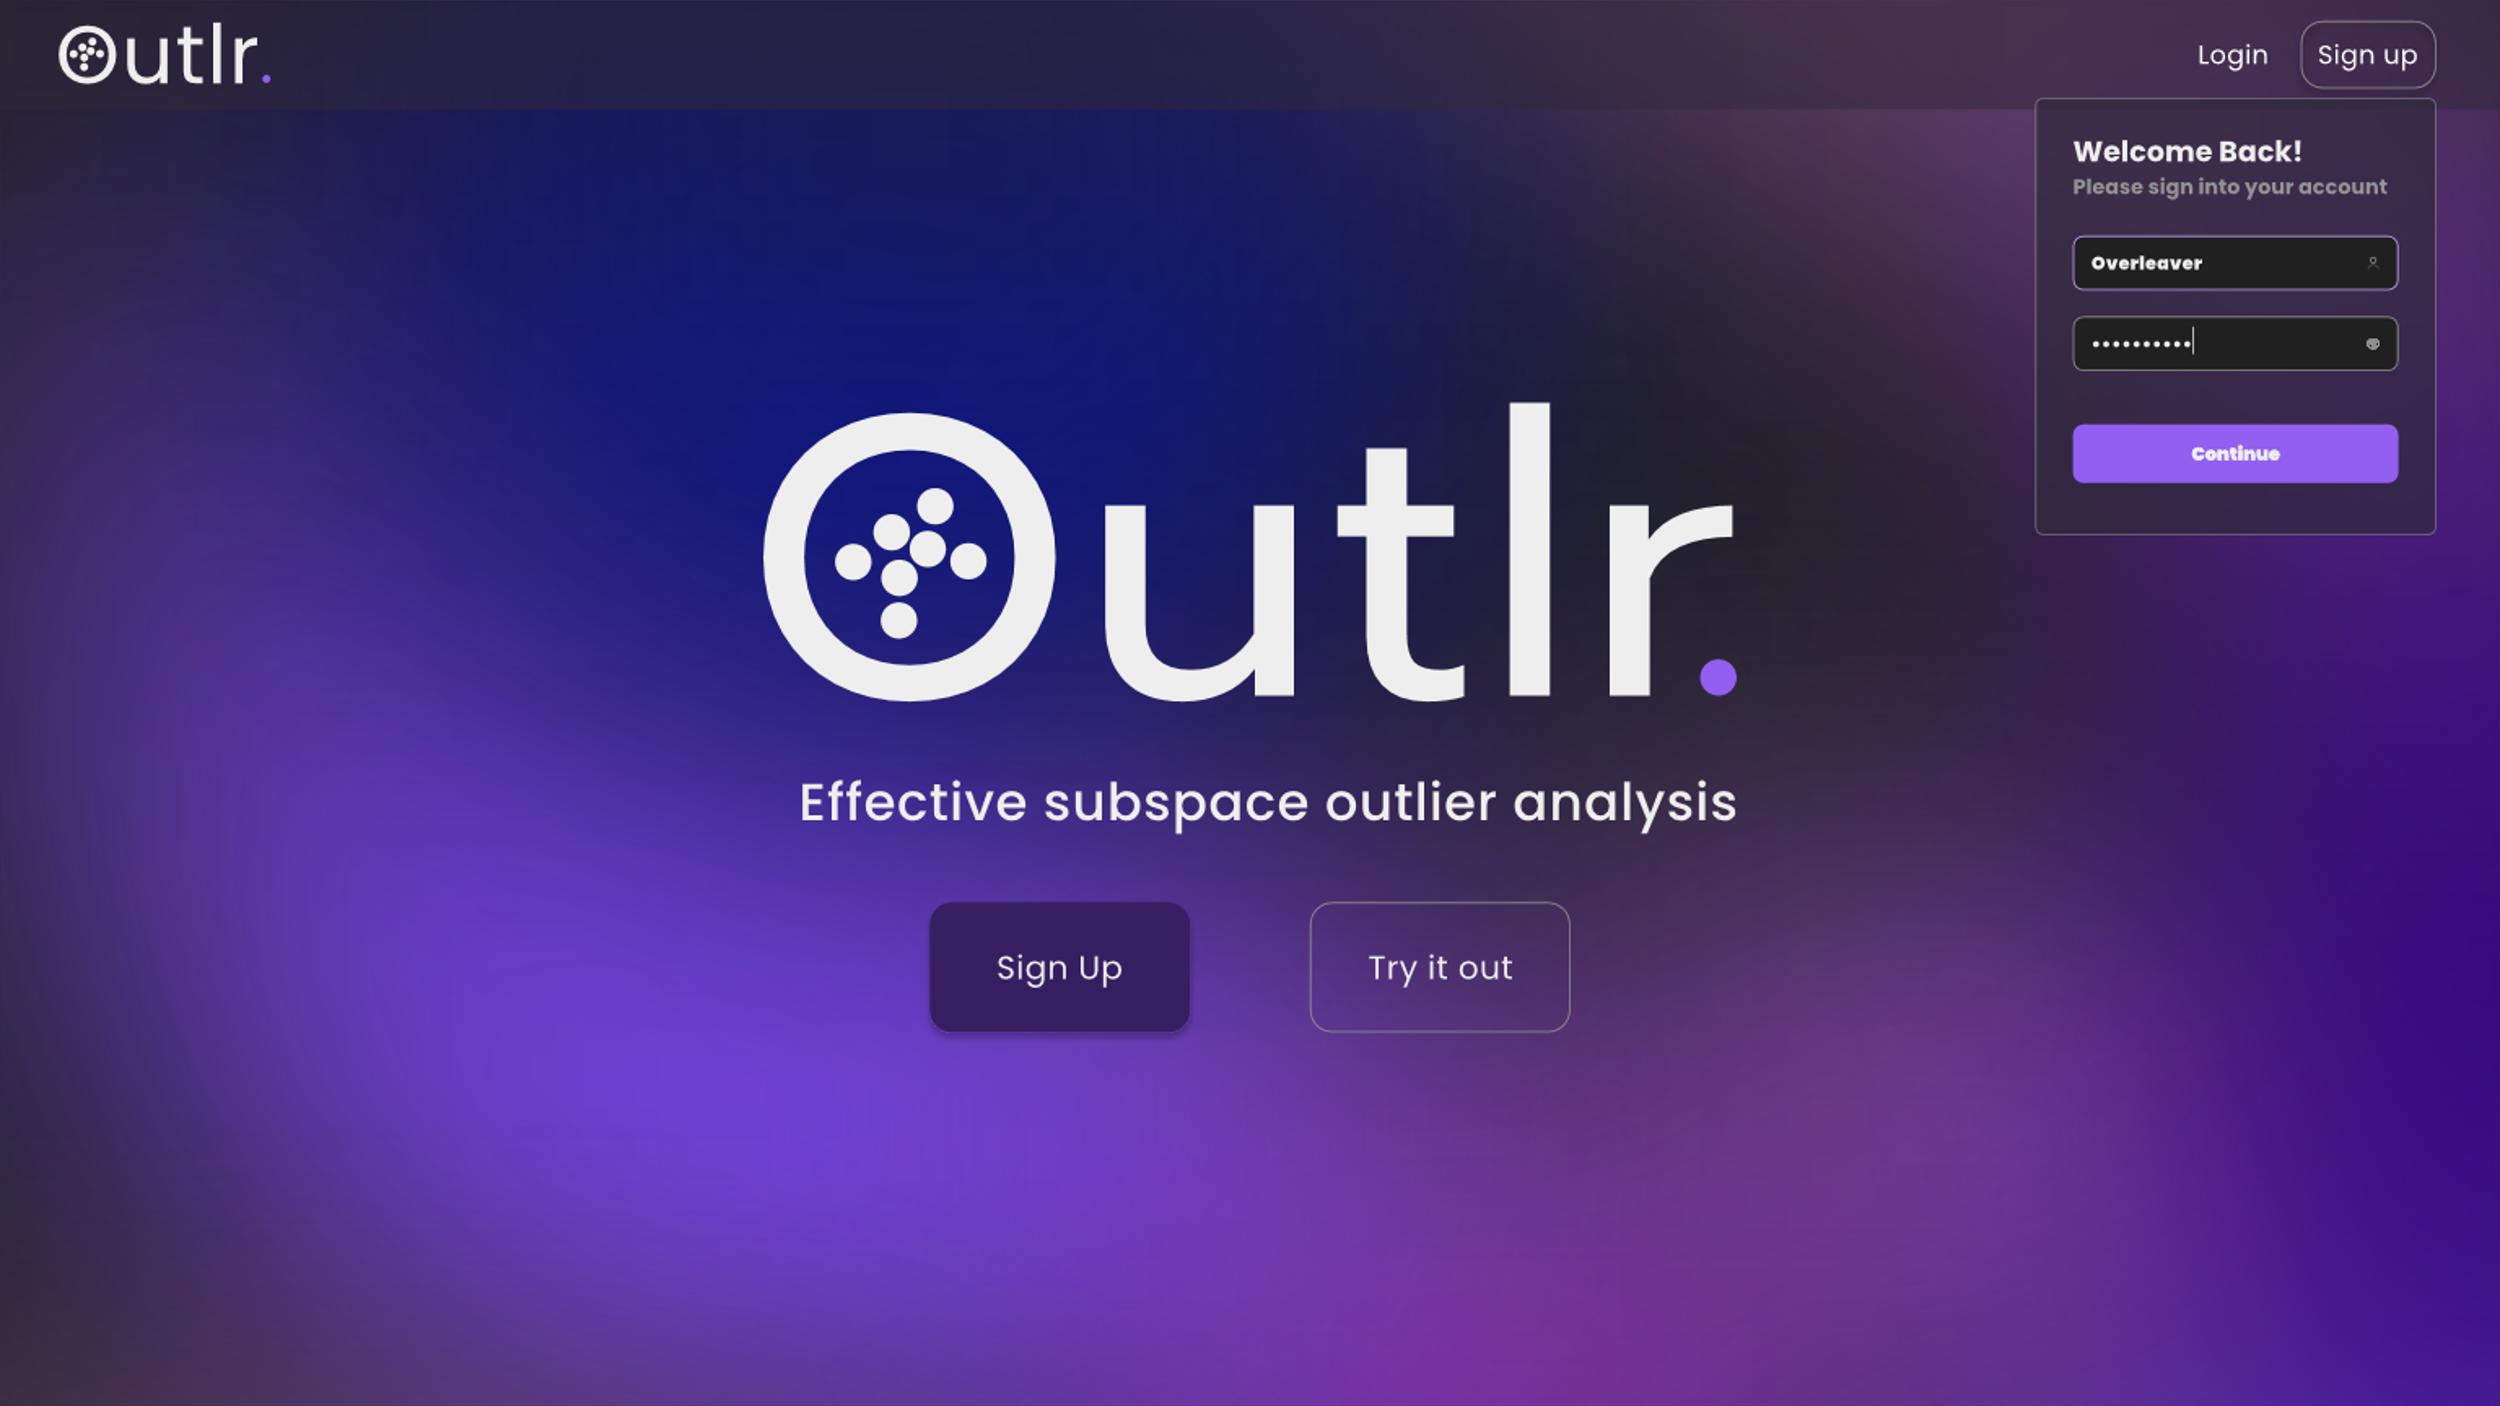 Outlr.
Login
Sign up
Welcome Back!
Please sign into your account
Overleaver
••••••••••
Continue
Outlr.
Effective subspace outlier analysis
Sign Up
Try it out